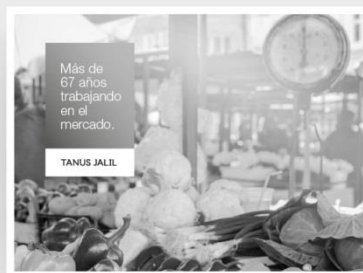 Más de
67 años
trabajando
en el
mercado.
TANUS JALIL